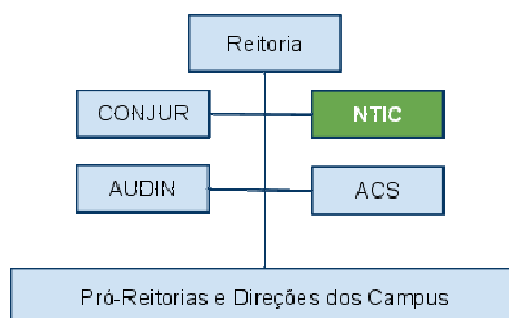 Reitoria
CONJUR
NTIC
AUDIN
ACS
Pró-Reitorias e Direções dos Campus